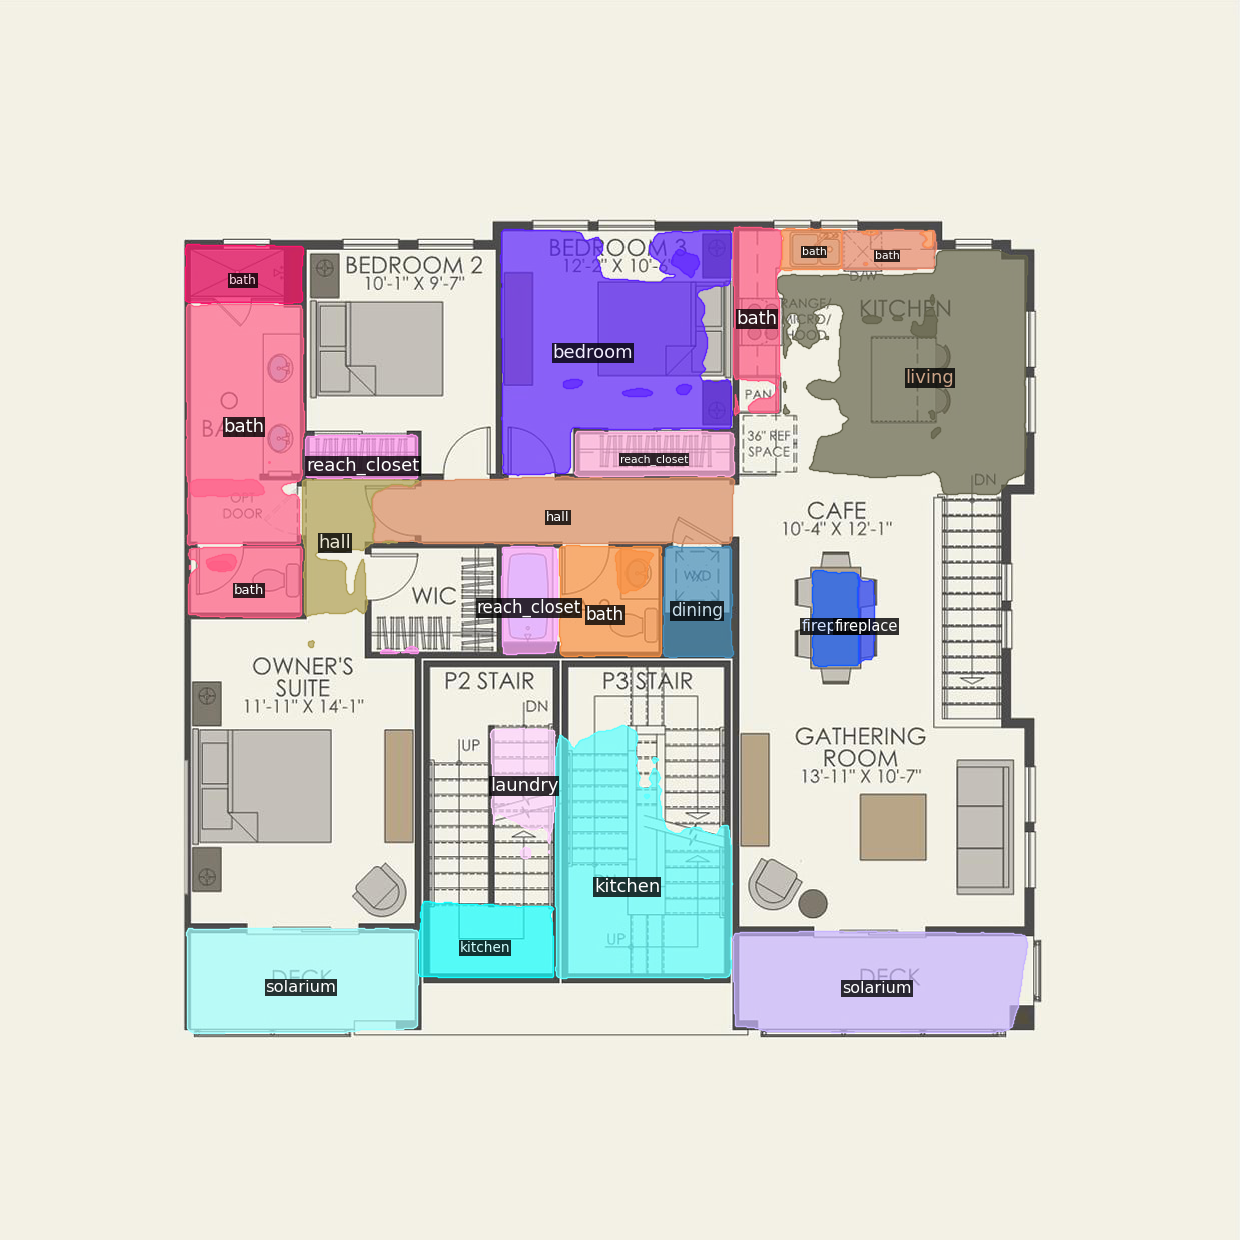 BEDROOM 2
10'-1" X 9'-7"
BEDROOM 3
12'-2" X 10'-6"
bath
bath
bath
bath
KITCHEN
D/W
RANGE/
MICRO/
HOOD
living
bedroom
PAN
36" REF
SPACE
bath
reach_closet
reach_closet
OPT
DOOR
hall
hall
DN
CAFE
10'-4" X 12'-1"
bath
WIC
reach_closet
bath
W/D
dining
fireplace
OWNER'S
SUITE
11'-11" X 14'-1"
P2 STAIR
P3 STAIR
DN
UP
laundry
GATHERING
ROOM
13'-11" X 10'-7"
kitchen
kitchen
UP
DECK
solarium
DECK
solarium